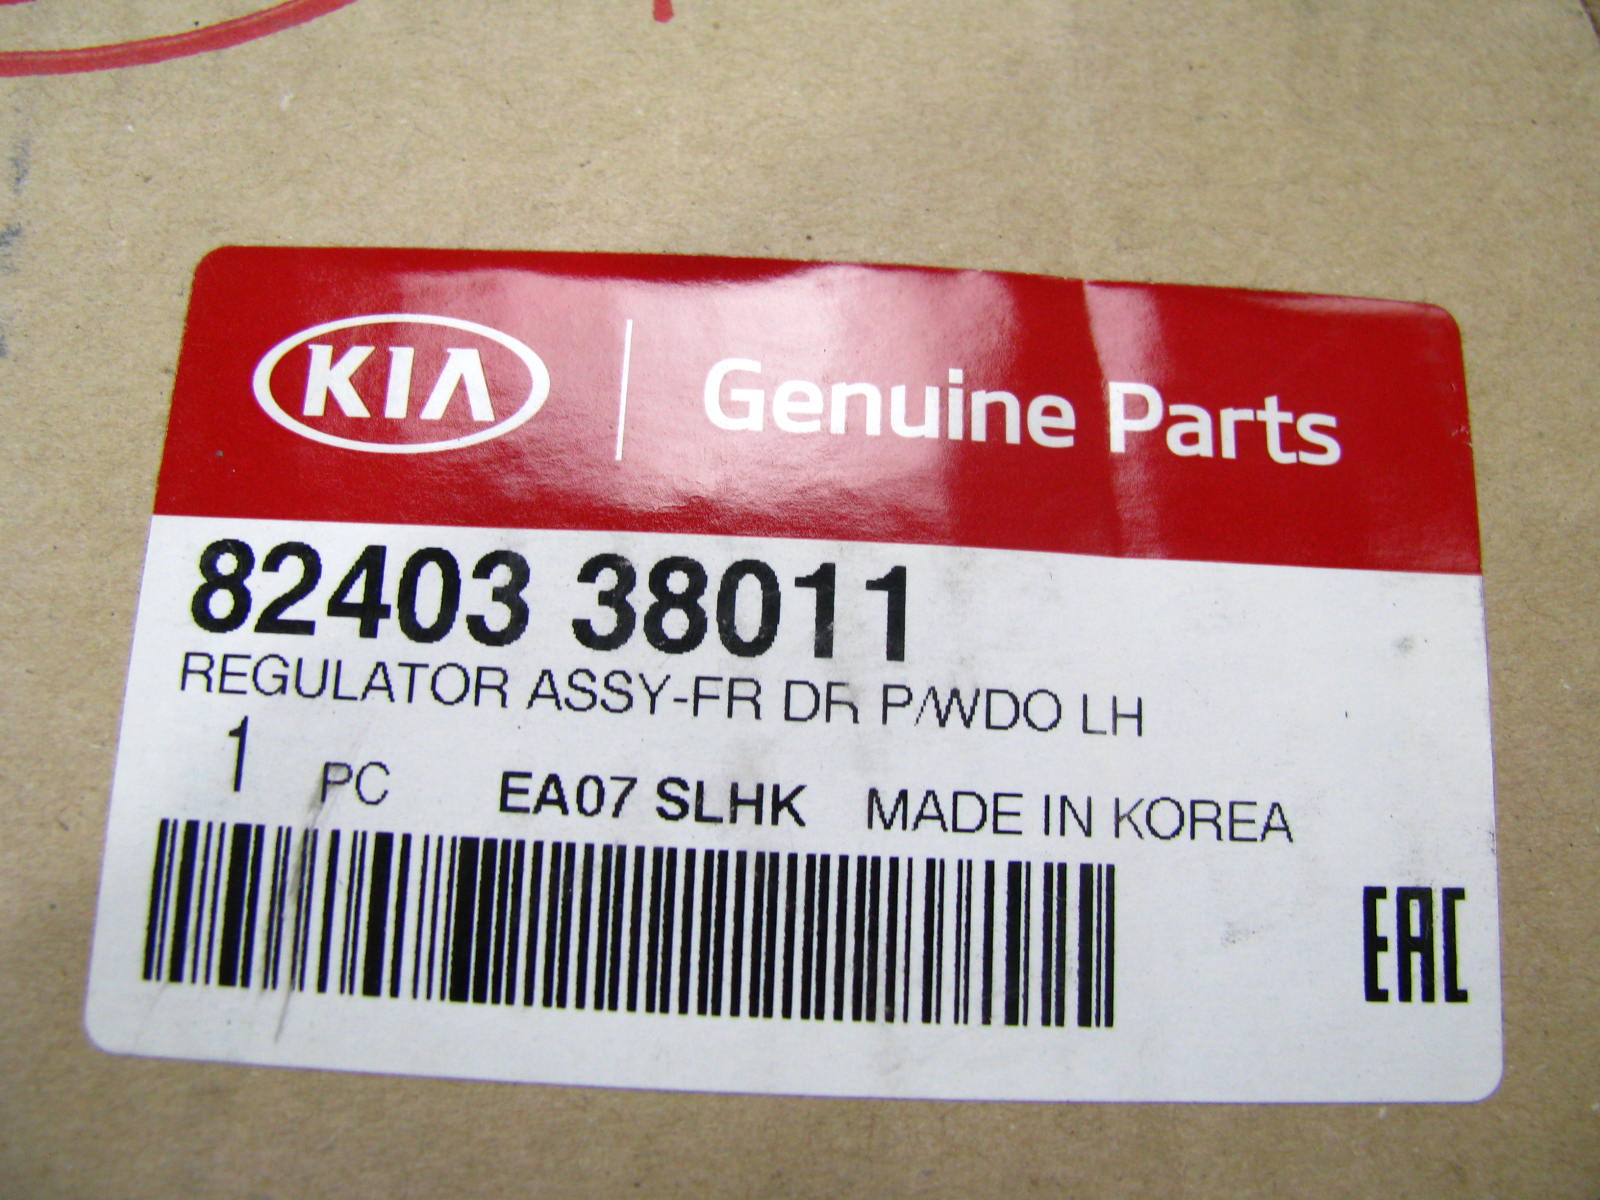 KIA Genuine Parts
82403 38011
REGULATOR ASSY-FR DR P/WDO LH
1 PC EA07 SLHK MADE IN KOREA
EAC